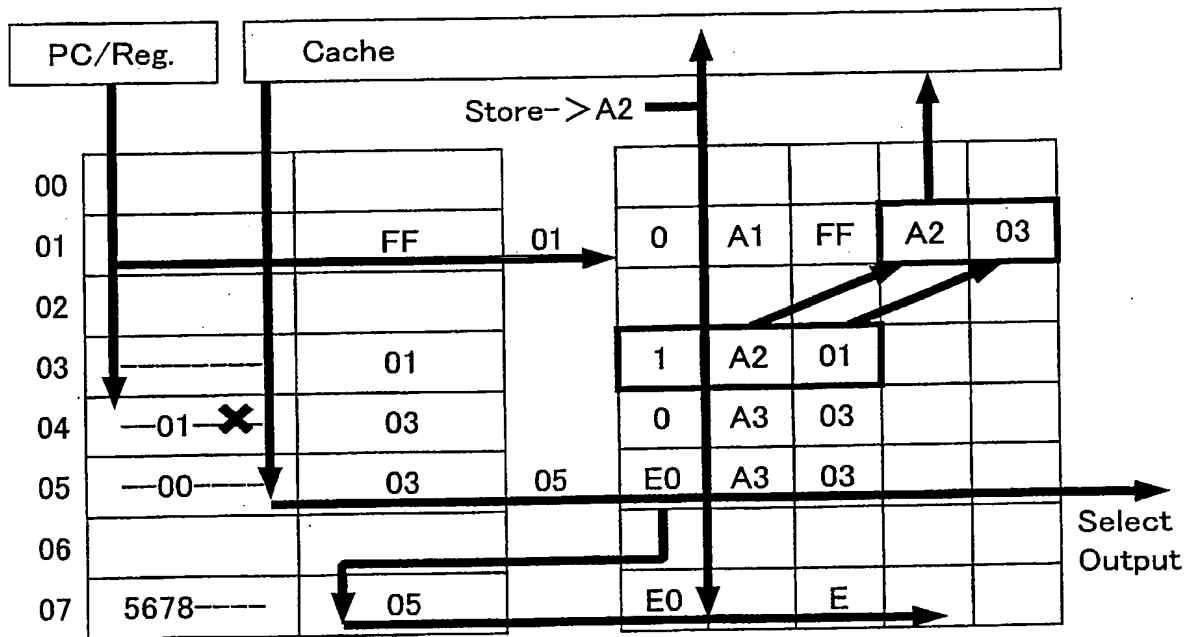 PC/Reg. Cache
Store->A2
00
01 FF 01 0 A1 FF A2 03
02
03 -------- 01 1 A2 01
04 —01---- 03 0 A3 03
05 —00---- 03 05 E0 A3 03
Select
06
Output
07 5678---- 05 E0 E